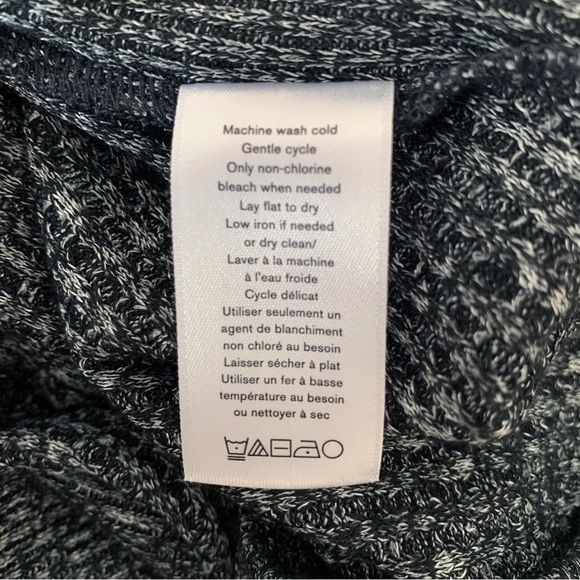 Machine wash cold
Gentle cycle
Only non-chlorine
bleach when needed
Lay flat to dry
Low iron if needed
or dry clean/
Laver à la machine
à l'eau froide
Cycle délicat
Utiliser seulement un
agent de blanchiment
non chloré au besoin
Laisser sécher à plat
Utiliser un fer à basse
température au besoin
ou nettoyer à sec